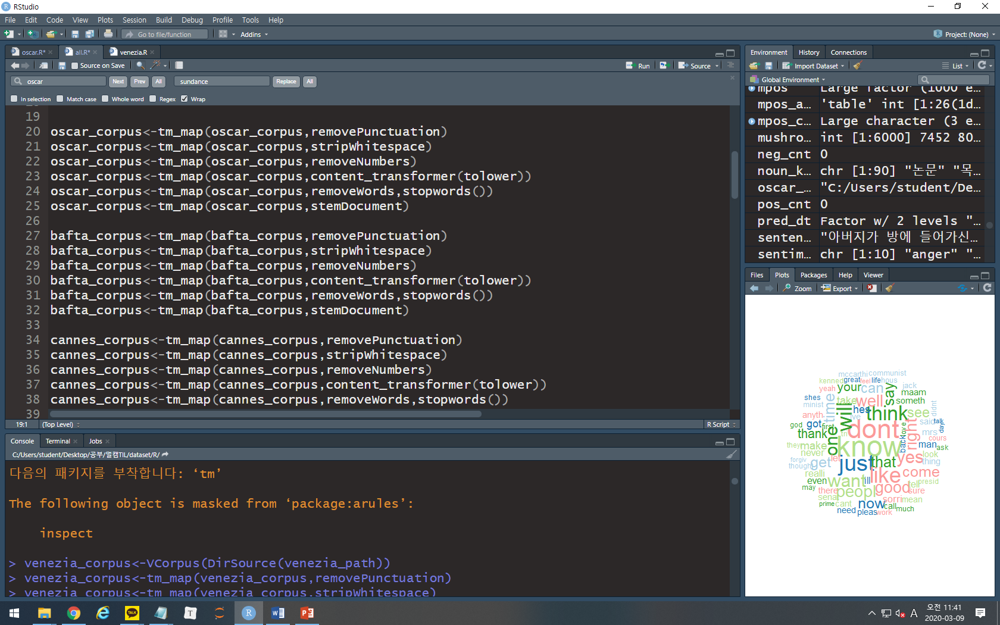 RStudio
File Edit Code View Plots Session Build Debug Profile Tools Help
Go to file/function Addins Project: (None)
oscar.R* all.R* venezia.R
Source on Save Run Source
oscar Next Prev All sundance Replace All
In selection Match case Whole word Regex Wrap
19
20 oscar_corpus<-tm_map(oscar_corpus,removePunctuation)
21 oscar_corpus<-tm_map(oscar_corpus,stripWhitespace)
22 oscar_corpus<-tm_map(oscar_corpus,removeNumbers)
23 oscar_corpus<-tm_map(oscar_corpus,content_transformer(tolower))
24 oscar_corpus<-tm_map(oscar_corpus,removeWords,stopwords())
25 oscar_corpus<-tm_map(oscar_corpus,stemDocument)
26
27 bafta_corpus<-tm_map(bafta_corpus,removePunctuation)
28 bafta_corpus<-tm_map(bafta_corpus,stripWhitespace)
29 bafta_corpus<-tm_map(bafta_corpus,removeNumbers)
30 bafta_corpus<-tm_map(bafta_corpus,content_transformer(tolower))
31 bafta_corpus<-tm_map(bafta_corpus,removeWords,stopwords())
32 bafta_corpus<-tm_map(bafta_corpus,stemDocument)
33
34 cannes_corpus<-tm_map(cannes_corpus,removePunctuation)
35 cannes_corpus<-tm_map(cannes_corpus,stripWhitespace)
36 cannes_corpus<-tm_map(cannes_corpus,removeNumbers)
37 cannes_corpus<-tm_map(cannes_corpus,content_transformer(tolower))
38 cannes_corpus<-tm_map(cannes_corpus,removeWords,stopwords())
39
19:1 (Top Level) R Script
Console Terminal Jobs
C:/Users/student/Desktop/공부/멀캠TIL/dataset/R/
다음의 패키지를 부착합니다: ‘tm’
The following object is masked from ‘package:arules’:
inspect
> venezia_corpus<-VCorpus(DirSource(venezia_path))
> venezia_corpus<-tm_map(venezia_corpus,removePunctuation)
> venezia_corpus<-tm_map(venezia_corpus,stripWhitespace)
Environment History Connections
Import Dataset List
Global Environment
mpos Large factor (1000 e...
mpos_a... 'table' int [1:26(1d...
mpos_c... Large character (3 e...
mushro... int [1:6000] 7452 80...
neg_cnt 0
noun_k... chr [1:90] "논문" "목...
oscar_... "C:/Users/student/De...
pos_cnt 0
pred_dt Factor w/ 2 levels "...
senten... "아버지가 방에 들어가신...
sentim... chr [1:10] "anger" "...
Files Plots Packages Help Viewer
Zoom Export
mccarthi communist
kenned great feel life hous
yeah your can say jack
maam
shes take well someth
minist time hes think see didnt
anyth will ive said talk
god got first dont love right mrs day
thank one tri cours
they make know back man ask
never look
forgiv get let just that yes thing
thought
realli want ill like come
even tell presid
may there peopl good sure
senat sorri mean
prime cant now call much
need pleas work
TALK T R W P
A 오전 11:41
2020-03-09